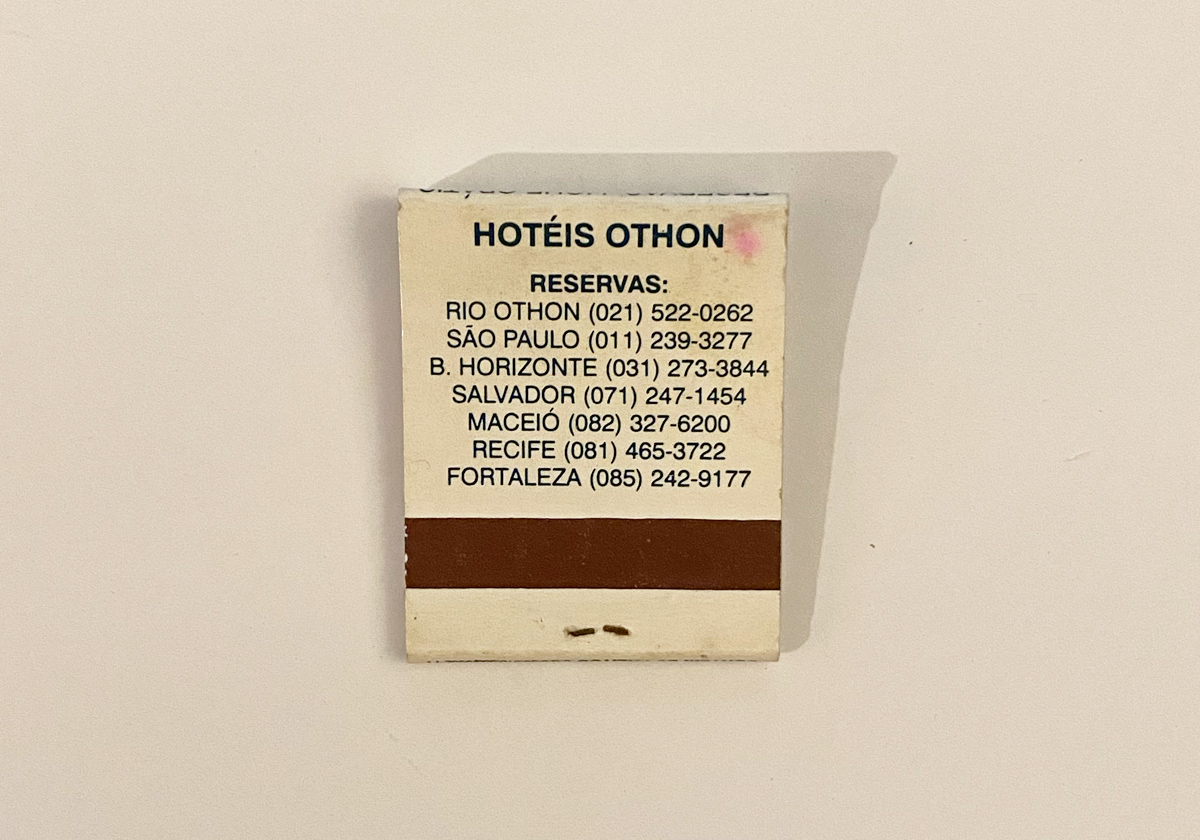 HOTÉIS OTHON
RESERVAS:
RIO OTHON (021) 522-0262
SÃO PAULO (011) 239-3277
B. HORIZONTE (031) 273-3844
SALVADOR (071) 247-1454
MACEIÓ (082) 327-6200
RECIFE (081) 465-3722
FORTALEZA (085) 242-9177